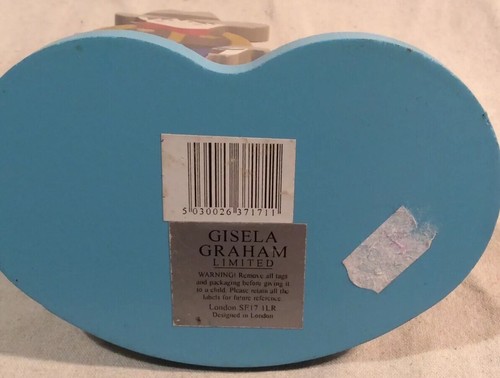 5 030026 371711
GISELA
GRAHAM
LIMITED
WARNING! Remove all tags
and packaging before giving it
to a child. Please retain all the
labels for future reference.
London SE17 1LR
Designed in London